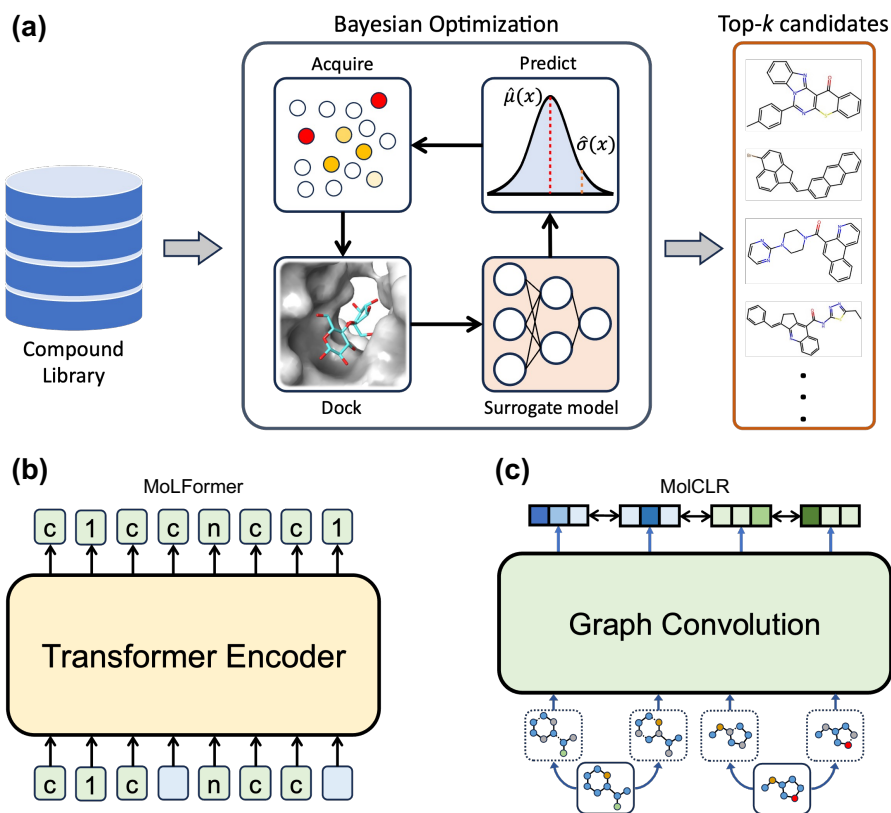 (a)
Bayesian Optimization
Top-k candidates
Acquire
Predict
μ̂(x)
σ̂(x)
Compound
Library
Dock
Surrogate model
(b)
MoLFormer
c 1 c c n c c 1
Transformer Encoder
c 1 c n c c
(c)
MolCLR
Graph Convolution